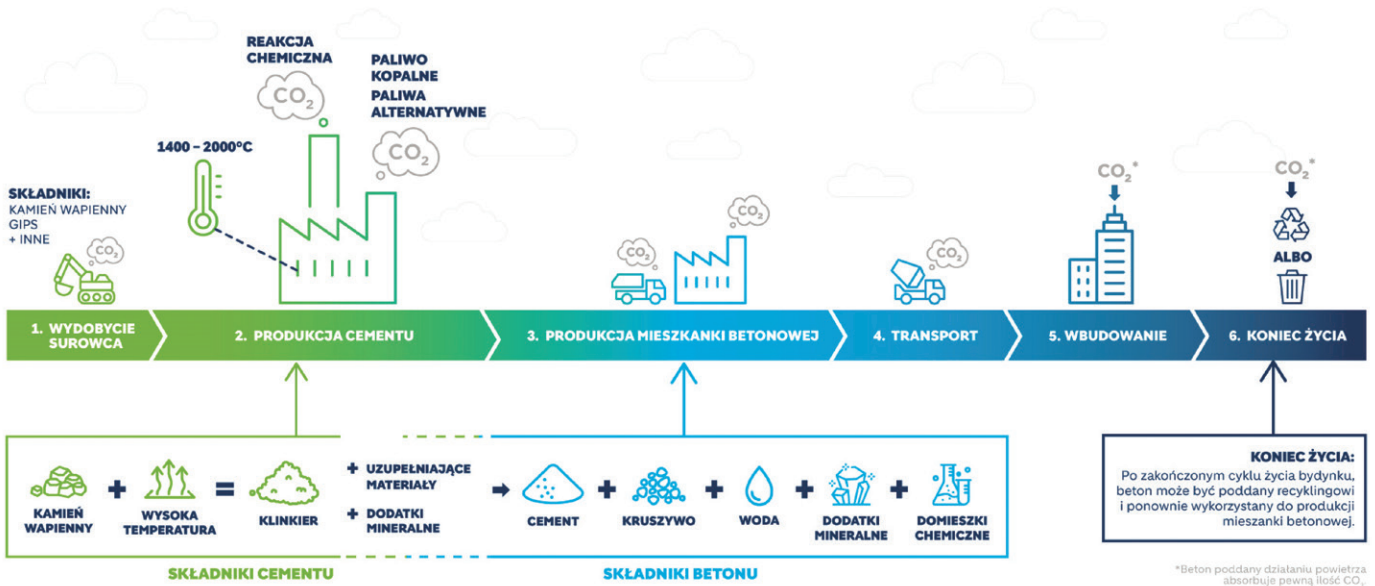 REAKCJA
CHEMICZNA
CO₂
PALIWO
KOPALNE
PALIWA
ALTERNATYWNE
CO₂
1400 – 2000°C
SKŁADNIKI:
KAMIEŃ WAPIENNY
GIPS
+ INNE
CO₂
CO₂
CO₂
CO₂
CO₂*
CO₂*
ALBO
1. WYDOBYCIE
SUROWCA
2. PRODUKCJA CEMENTU
3. PRODUKCJA MIESZKANKI BETONOWEJ
4. TRANSPORT
5. WBUDOWANIE
6. KONIEC ŻYCIA
KAMIEŃ
WAPIENNY
+
WYSOKA
TEMPERATURA
=
KLINKIER
+ UZUPEŁNIAJĄCE
MATERIAŁY
+ DODATKI
MINERALNE
CEMENT
+
KRUSZYWO
+
WODA
+
DODATKI
MINERALNE
+
DOMIESZKI
CHEMICZNE
SKŁADNIKI CEMENTU
SKŁADNIKI BETONU
KONIEC ŻYCIA:
Po zakończonym cyklu życia bydynku,
beton może być poddany recyklingowi
i ponownie wykorzystany do produkcji
mieszanki betonowej.
*Beton poddany działaniu powietrza
absorbuje pewną ilość CO₂.